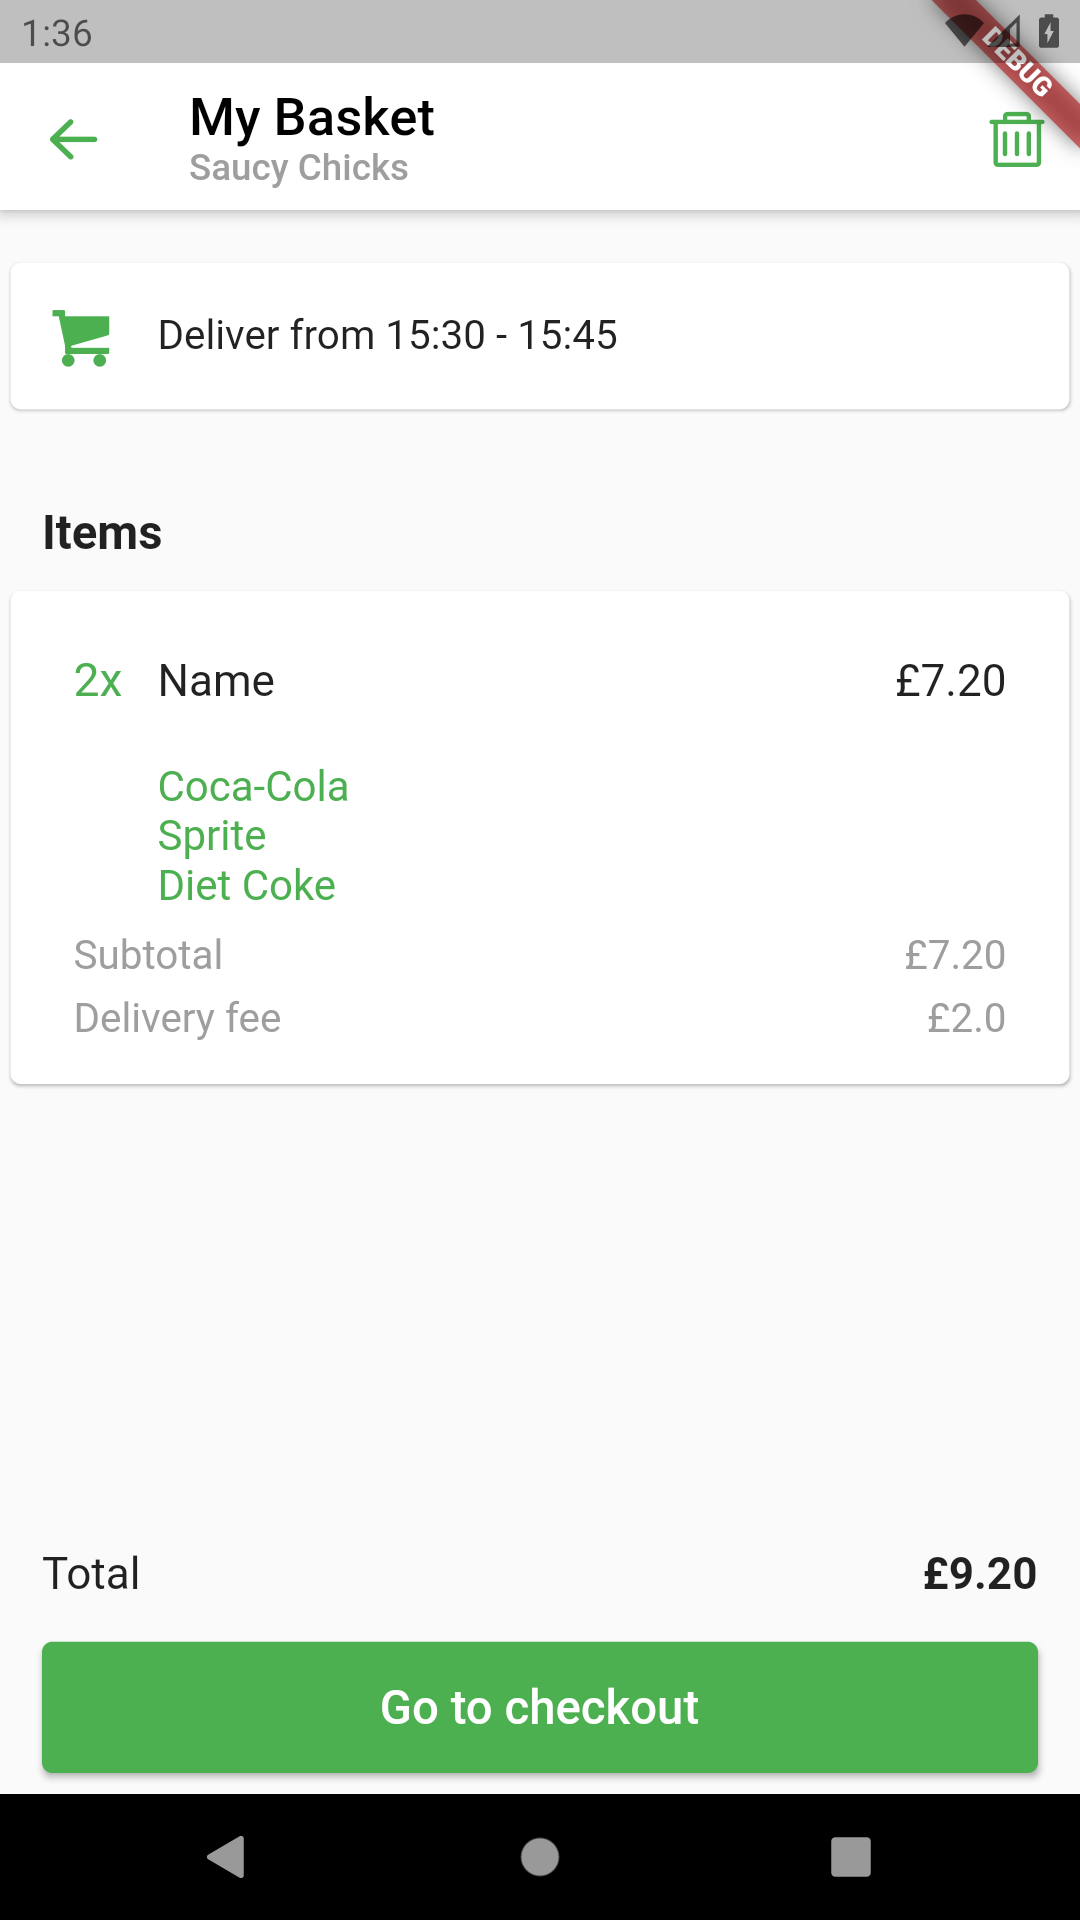 1:36
DEBUG
My Basket
Saucy Chicks
Deliver from 15:30 - 15:45
Items
2x Name £7.20
Coca-Cola
Sprite
Diet Coke
Subtotal £7.20
Delivery fee £2.0
Total £9.20
Go to checkout